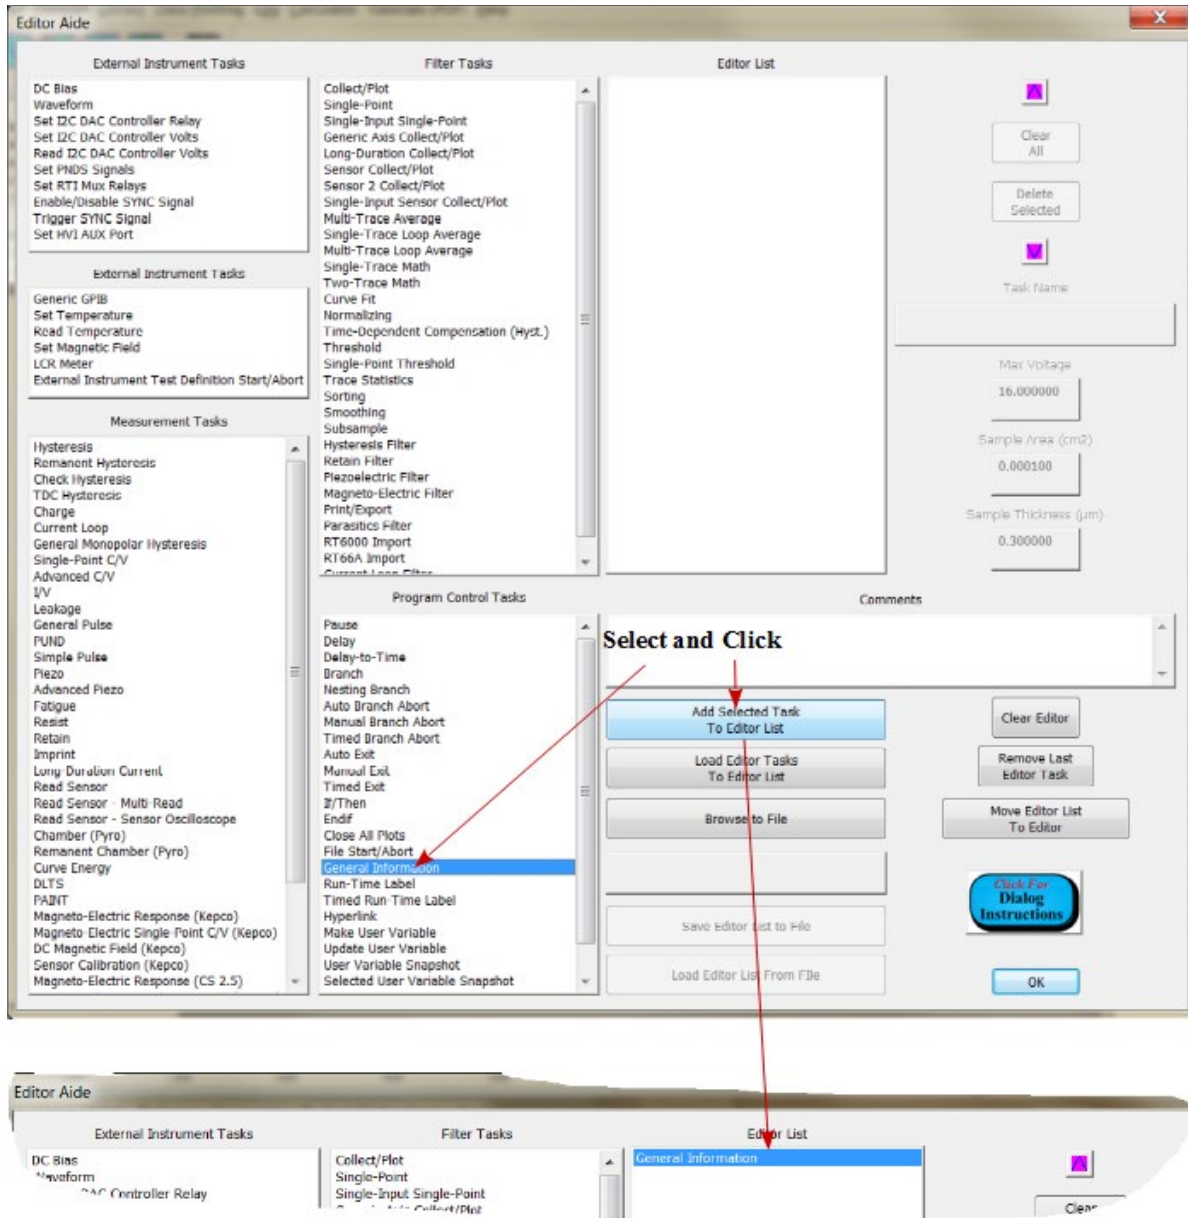 Editor Aide
External Instrument Tasks
DC Bias
Waveform
Set I2C DAC Controller Relay
Set I2C DAC Controller Volts
Read I2C DAC Controller Volts
Set PNDS Signals
Set RTI Mux Relays
Enable/Disable SYNC Signal
Trigger SYNC Signal
Set HVI AUX Port
External Instrument Tasks
Generic GPIB
Set Temperature
Read Temperature
Set Magnetic Field
LCR Meter
External Instrument Test Definition Start/Abort
Measurement Tasks
Hysteresis
Remanent Hysteresis
Check Hysteresis
TDC Hysteresis
Charge
Current Loop
General Monopolar Hysteresis
Single-Point C/V
Advanced C/V
I/V
Leakage
General Pulse
PUND
Simple Pulse
Piezo
Advanced Piezo
Fatigue
Resist
Retain
Imprint
Long-Duration Current
Read Sensor
Read Sensor - Multi-Read
Read Sensor - Sensor Oscilloscope
Chamber (Pyro)
Remanent Chamber (Pyro)
Curve Energy
DLTS
PAINT
Magneto-Electric Response (Kepco)
Magneto-Electric Single-Point C/V (Kepco)
DC Magnetic Field (Kepco)
Sensor Calibration (Kepco)
Magneto-Electric Response (CS 2.5)
Filter Tasks
Collect/Plot
Single-Point
Single-Input Single-Point
Generic Axis Collect/Plot
Long-Duration Collect/Plot
Sensor Collect/Plot
Sensor 2 Collect/Plot
Single-Input Sensor Collect/Plot
Multi-Trace Average
Single-Trace Loop Average
Multi-Trace Loop Average
Single-Trace Math
Two-Trace Math
Curve Fit
Normalizing
Time-Dependent Compensation (Hyst.)
Threshold
Single-Point Threshold
Trace Statistics
Sorting
Smoothing
Subsample
Hysteresis Filter
Retain Filter
Piezoelectric Filter
Magneto-Electric Filter
Print/Export
Parasitics Filter
RT6000 Import
RT66A Import
Current Loop Filter
Program Control Tasks
Pause
Delay
Delay-to-Time
Branch
Nesting Branch
Auto Branch Abort
Manual Branch Abort
Timed Branch Abort
Auto Exit
Manual Exit
Timed Exit
If/Then
Endif
Close All Plots
File Start/Abort
General Information
Run-Time Label
Timed Run-Time Label
Hyperlink
Make User Variable
Update User Variable
User Variable Snapshot
Selected User Variable Snapshot
Editor List
Clear
All
Delete
Selected
Task Name
Max Voltage
16.000000
Sample Area (cm2)
0.000100
Sample Thickness (µm)
0.300000
Comments
Select and Click
Add Selected Task
To Editor List
Load Editor Tasks
To Editor List
Browse to File
Save Editor List to File
Load Editor List From FIle
Clear Editor
Remove Last
Editor Task
Move Editor List
To Editor
Click For
Dialog
Instructions
OK
Editor Aide
External Instrument Tasks
DC Bias
Waveform
DAC Controller Relay
Filter Tasks
Collect/Plot
Single-Point
Single-Input Single-Point
Collect/Plot
Editor List
General Information
Clear